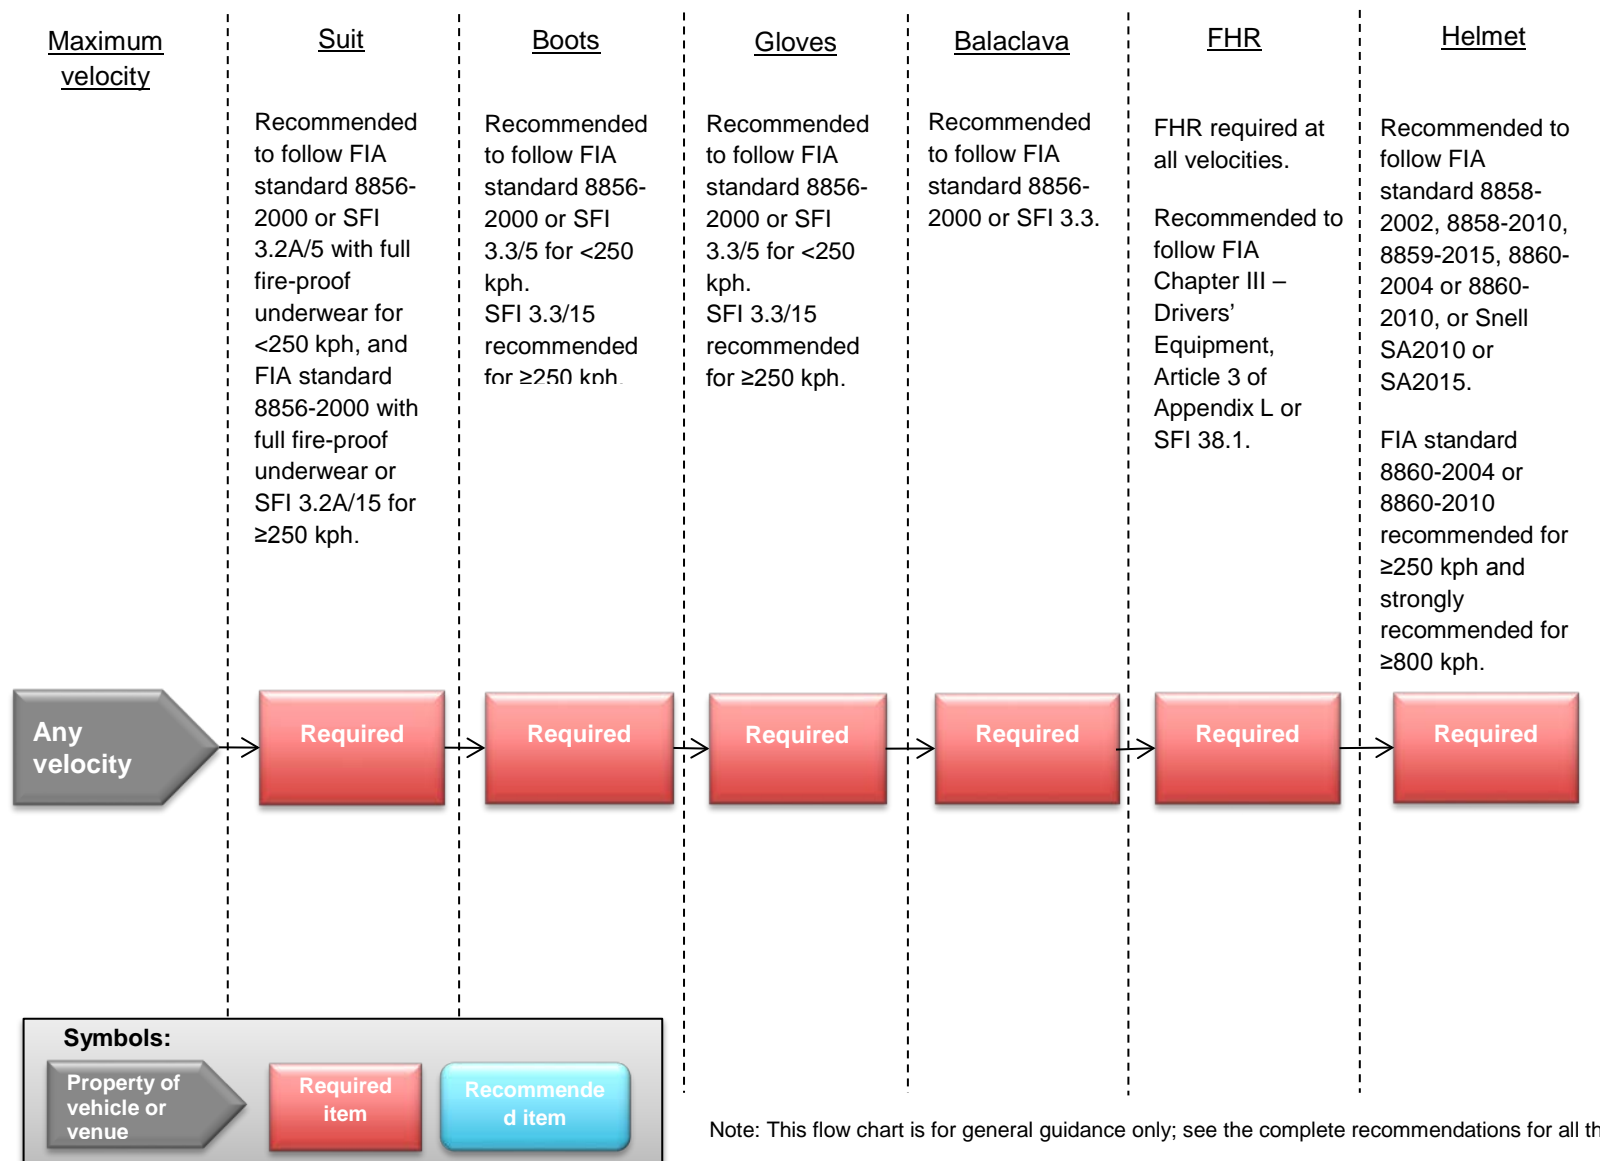 Maximum
velocity
Suit
Boots
Gloves
Balaclava
FHR
Helmet
Recommended
to follow FIA
standard 8856-
2000 or SFI
3.2A/5 with full
fire-proof
underwear for
<250 kph, and
FIA standard
8856-2000 with
full fire-proof
underwear or
SFI 3.2A/15 for
≥250 kph.
Recommended
to follow FIA
standard 8856-
2000 or SFI
3.3/5 for <250
kph.
SFI 3.3/15
recommended
for ≥250 kph.
Recommended
to follow FIA
standard 8856-
2000 or SFI
3.3/5 for <250
kph.
SFI 3.3/15
recommended
for ≥250 kph.
Recommended
to follow FIA
standard 8856-
2000 or SFI 3.3.
FHR required at
all velocities.
Recommended to
follow FIA
Chapter III –
Drivers'
Equipment,
Article 3 of
Appendix L or
SFI 38.1.
Recommended to
follow FIA
standard 8858-
2002, 8858-2010,
8859-2015, 8860-
2004 or 8860-
2010, or Snell
SA2010 or
SA2015.
FIA standard
8860-2004 or
8860-2010
recommended for
≥250 kph and
strongly
recommended for
≥800 kph.
Any
velocity
Required
Required
Required
Required
Required
Required
Symbols:
Property of
vehicle or
venue
Required
item
Recommende
d item
Note: This flow chart is for general guidance only; see the complete recommendations for all th